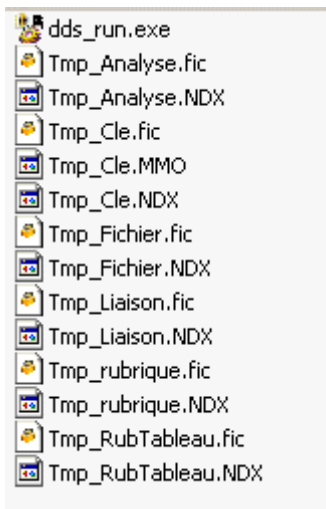 dds_run.exe
Tmp_Analyse.fic
Tmp_Analyse.NDX
Tmp_Cle.fic
Tmp_Cle.MMO
Tmp_Cle.NDX
Tmp_Fichier.fic
Tmp_Fichier.NDX
Tmp_Liaison.fic
Tmp_Liaison.NDX
Tmp_rubrique.fic
Tmp_rubrique.NDX
Tmp_RubTableau.fic
Tmp_RubTableau.NDX